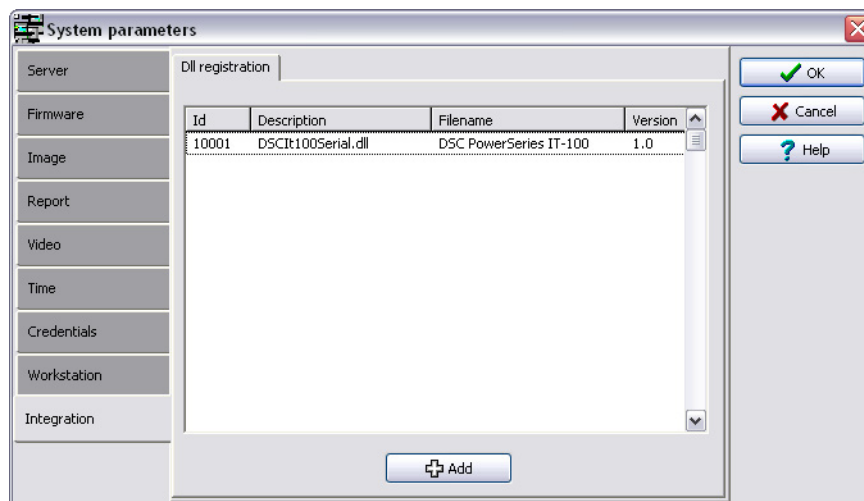 System parameters
Server
Firmware
Image
Report
Video
Time
Credentials
Workstation
Integration
Dll registration
Id Description Filename Version
10001 DSCIt100Serial.dll DSC PowerSeries IT-100 1.0
Add
OK
Cancel
Help